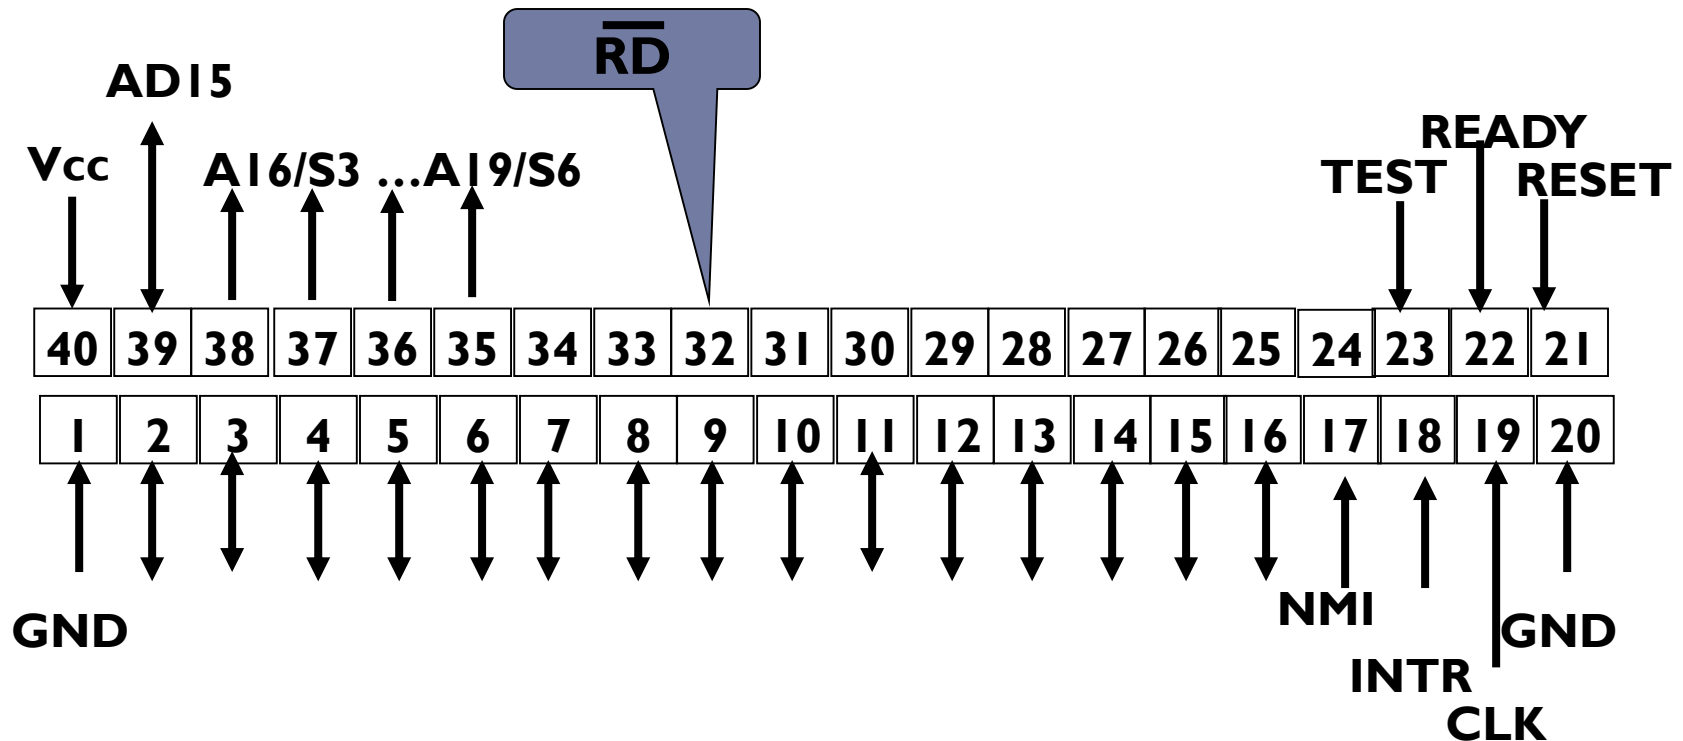 RD
AD15
READY
Vcc
A16/S3 ...A19/S6
TEST
RESET
40 39 38 37 36 35 34 33 32 31 30 29 28 27 26 25 24 23 22 21
1 2 3 4 5 6 7 8 9 10 11 12 13 14 15 16 17 18 19 20
NMI
GND
GND
INTR
CLK